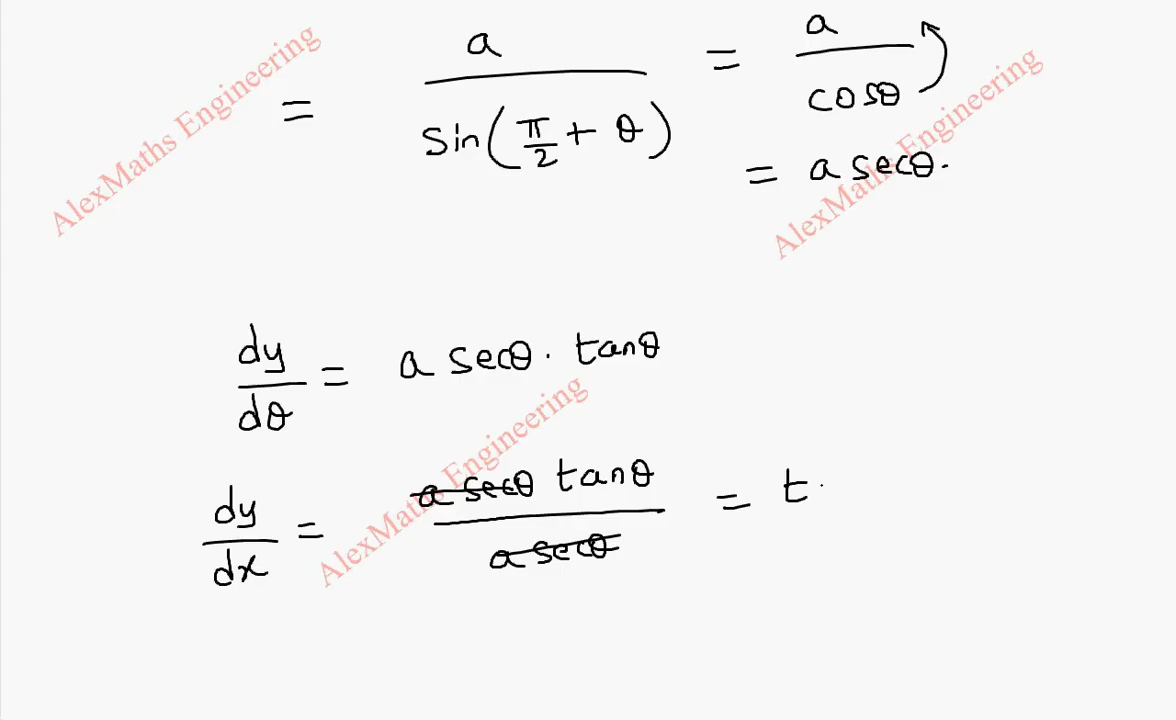 = a / sin(π/2 + θ) = a / cosθ
= a secθ.
dy/dθ = a secθ . tanθ
dy/dx = a secθ tanθ / a secθ = t
AlexMaths Engineering
AlexMaths Engineering
AlexMaths Engineering